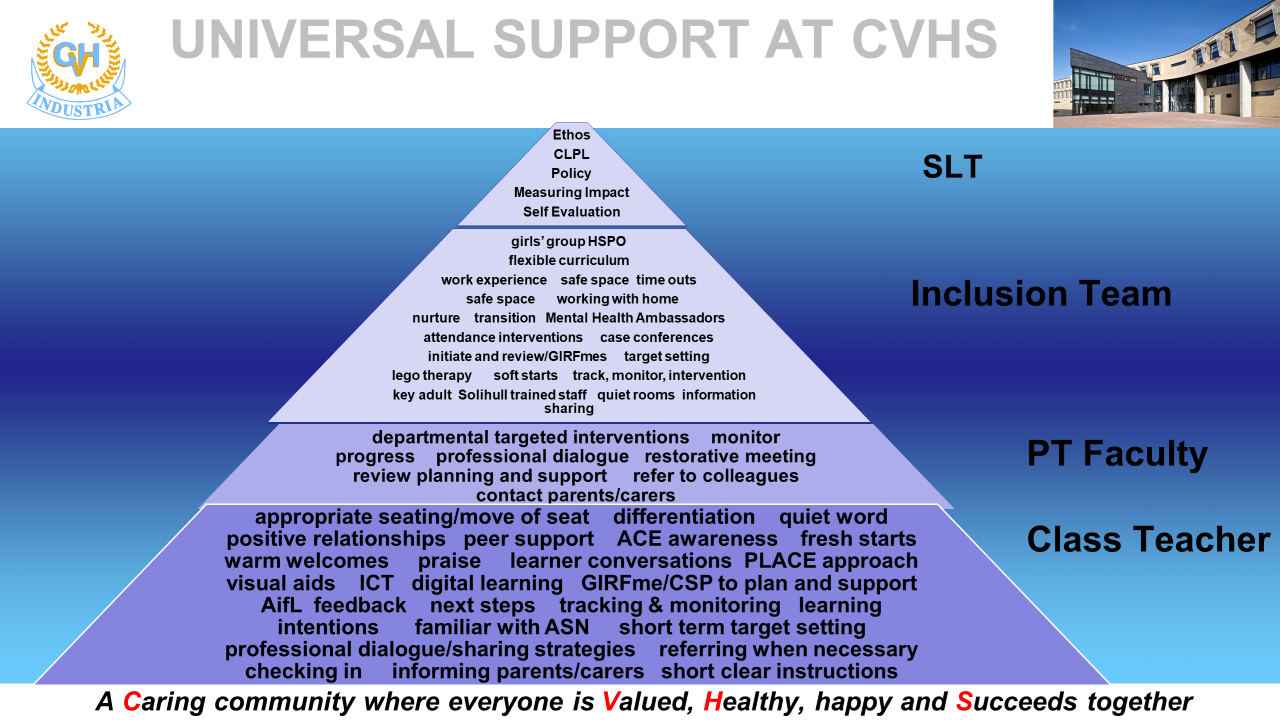 UNIVERSAL SUPPORT AT CVHS
CVH
INDUSTRIA
Ethos
CLPL
Policy
Measuring Impact
Self Evaluation
SLT
girls' group HSPO
flexible curriculum
work experience safe space time outs
safe space working with home
nurture transition Mental Health Ambassadors
attendance interventions case conferences
initiate and review/GIRFmes target setting
lego therapy soft starts track, monitor, intervention
key adult Solihull trained staff quiet rooms information
sharing
Inclusion Team
departmental targeted interventions monitor
progress professional dialogue restorative meeting
review planning and support refer to colleagues
contact parents/carers
PT Faculty
appropriate seating/move of seat differentiation quiet word
positive relationships peer support ACE awareness fresh starts
warm welcomes praise learner conversations PLACE approach
visual aids ICT digital learning GIRFme/CSP to plan and support
AifL feedback next steps tracking & monitoring learning
intentions familiar with ASN short term target setting
professional dialogue/sharing strategies referring when necessary
checking in informing parents/carers short clear instructions
Class Teacher
A Caring community where everyone is Valued, Healthy, happy and Succeeds together